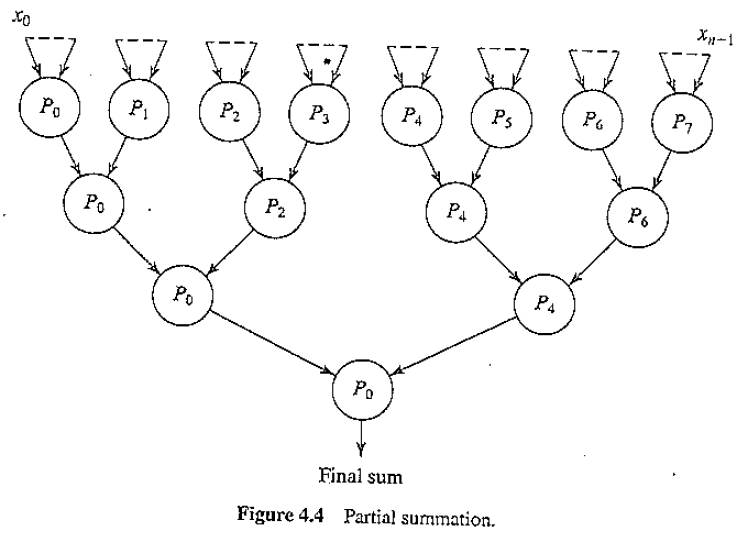 x₀ xₙ₋₁
P₀ P₁ P₂ P₃ P₄ P₅ P₆ P₇
P₀ P₂ P₄ P₆
P₀ P₄
P₀
Final sum
Figure 4.4 Partial summation.